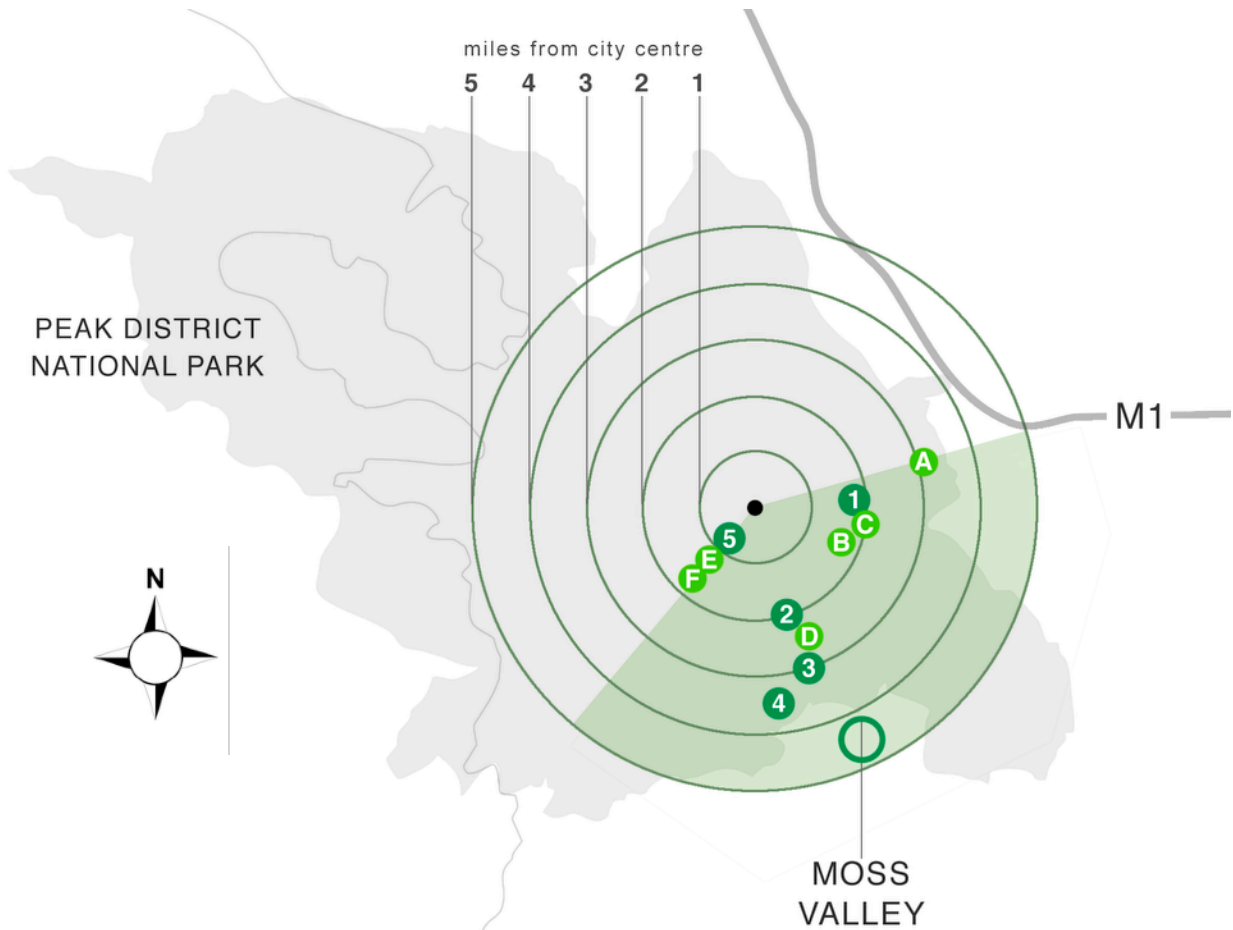 miles from city centre
5 4 3 2 1
PEAK DISTRICT
NATIONAL PARK
M1
A
1
C
B
5
E
F
N
2
D
3
4
MOSS
VALLEY